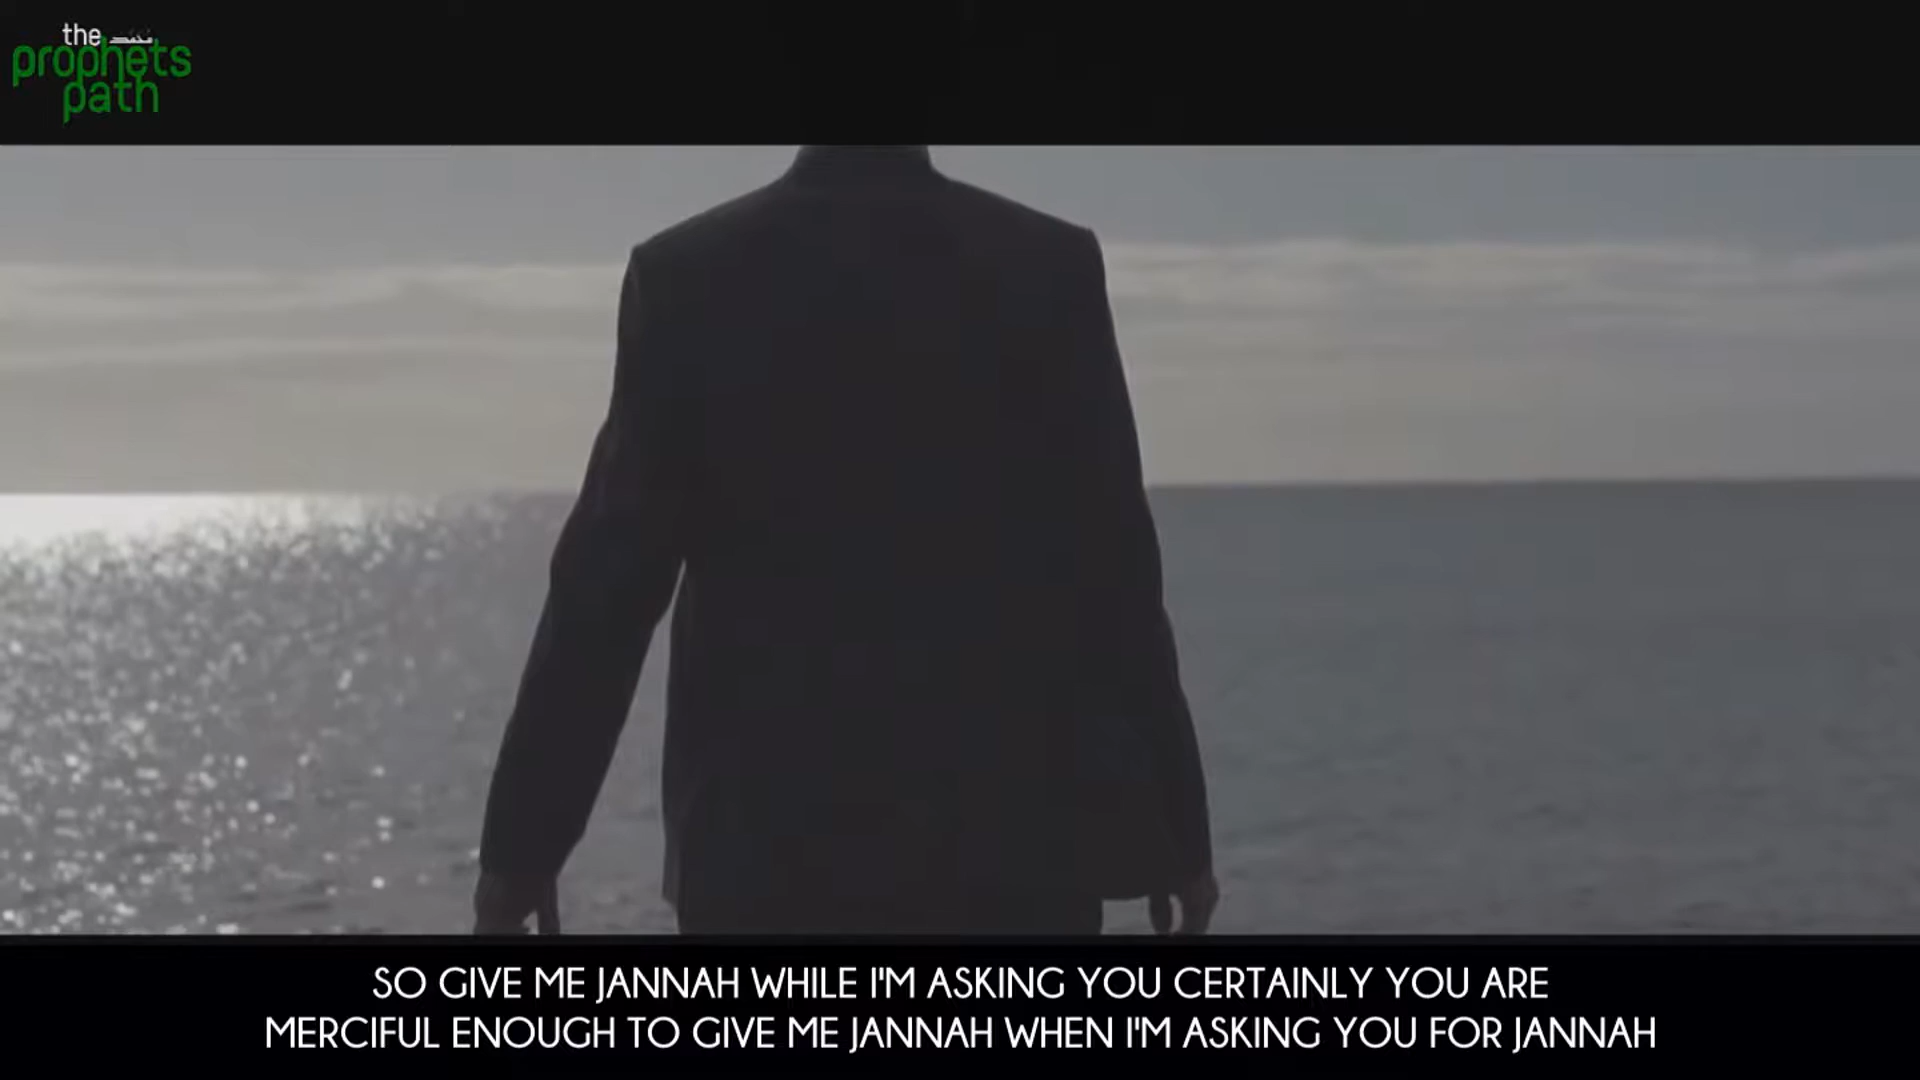 the محمد
prophets
path
SO GIVE ME JANNAH WHILE I'M ASKING YOU CERTAINLY YOU ARE
MERCIFUL ENOUGH TO GIVE ME JANNAH WHEN I'M ASKING YOU FOR JANNAH